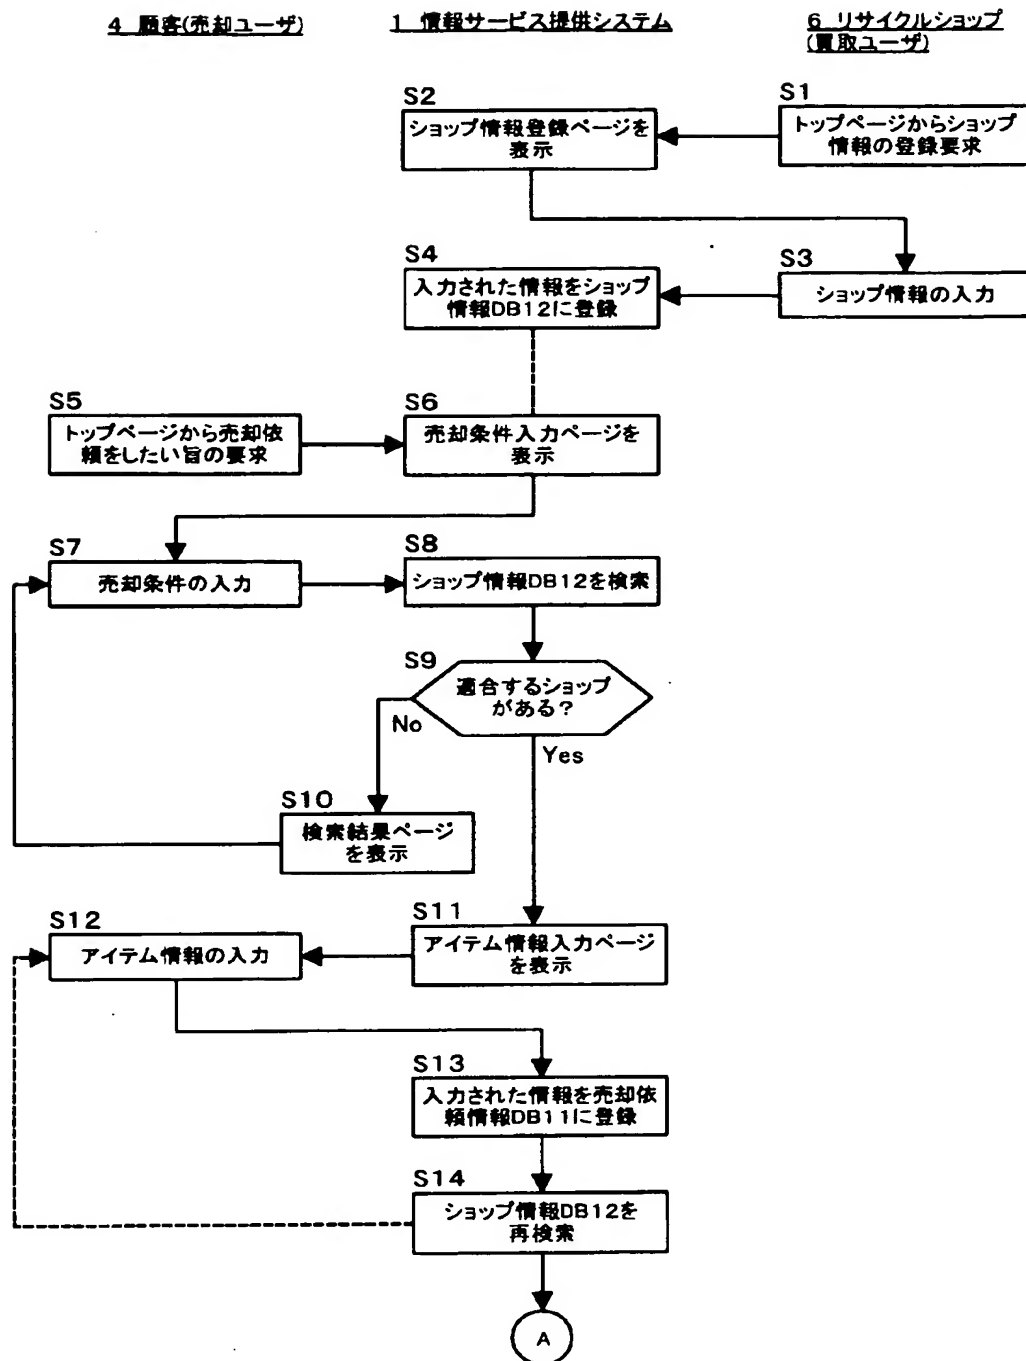 4 顧客(売却ユーザ)
1 情報サービス提供システム
6 リサイクルショップ
(買取ユーザ)
S1
トップページからショップ
情報の登録要求
S2
ショップ情報登録ページを
表示
S3
ショップ情報の入力
S4
入力された情報をショップ
情報DB12に登録
S5
トップページから売却依
頼をしたい旨の要求
S6
売却条件入力ページを
表示
S7
売却条件の入力
S8
ショップ情報DB12を検索
S9
適合するショップ
がある?
No
Yes
S10
検索結果ページ
を表示
S11
アイテム情報入力ページ
を表示
S12
アイテム情報の入力
S13
入力された情報を売却依
頼情報DB11に登録
S14
ショップ情報DB12を
再検索
A